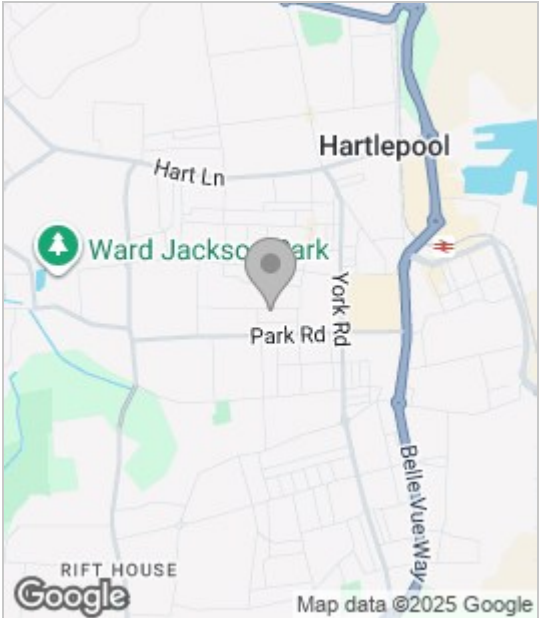 Hartlepool
Hart Ln
Ward Jackson Park
York Rd
Park Rd
Belle Vue Way
RIFT HOUSE
Google
Map data ©2025 Google